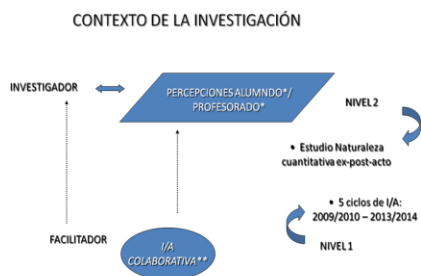 CONTEXTO DE LA INVESTIGACIÓN
INVESTIGADOR
PERCEPCIONES ALUMNDO*/
PROFESORADO*
NIVEL 2
• Estudio Naturaleza
cuantitativa ex-post-acto
• 5 ciclos de I/A:
2009/2010 – 2013/2014
FACILITADOR
I/A
COLABORATIVA**
NIVEL 1